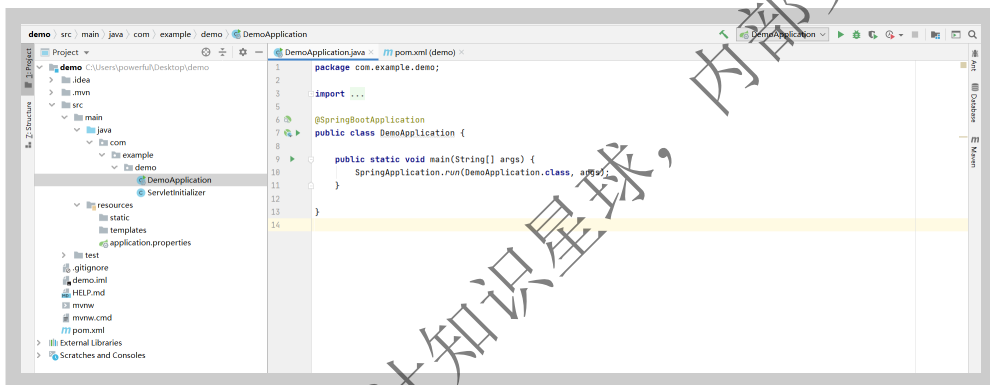 demo › src › main › java › com › example › demo › DemoApplication
DemoApplication
Project
DemoApplication.java ×
pom.xml (demo) ×
1: Project
Z: Structure
demo C:\Users\powerful\Desktop\demo
.idea
.mvn
src
main
java
com
example
demo
DemoApplication
ServletInitializer
resources
static
templates
application.properties
test
.gitignore
demo.iml
HELP.md
mvnw
mvnw.cmd
pom.xml
External Libraries
Scratches and Consoles
1 package com.example.demo;
2
3 import ...
5
6 @SpringBootApplication
7 public class DemoApplication {
8
9 public static void main(String[] args) {
10 SpringApplication.run(DemoApplication.class, args);
11 }
12
13 }
14
Ant
Database
m Maven
知识星球,
内部